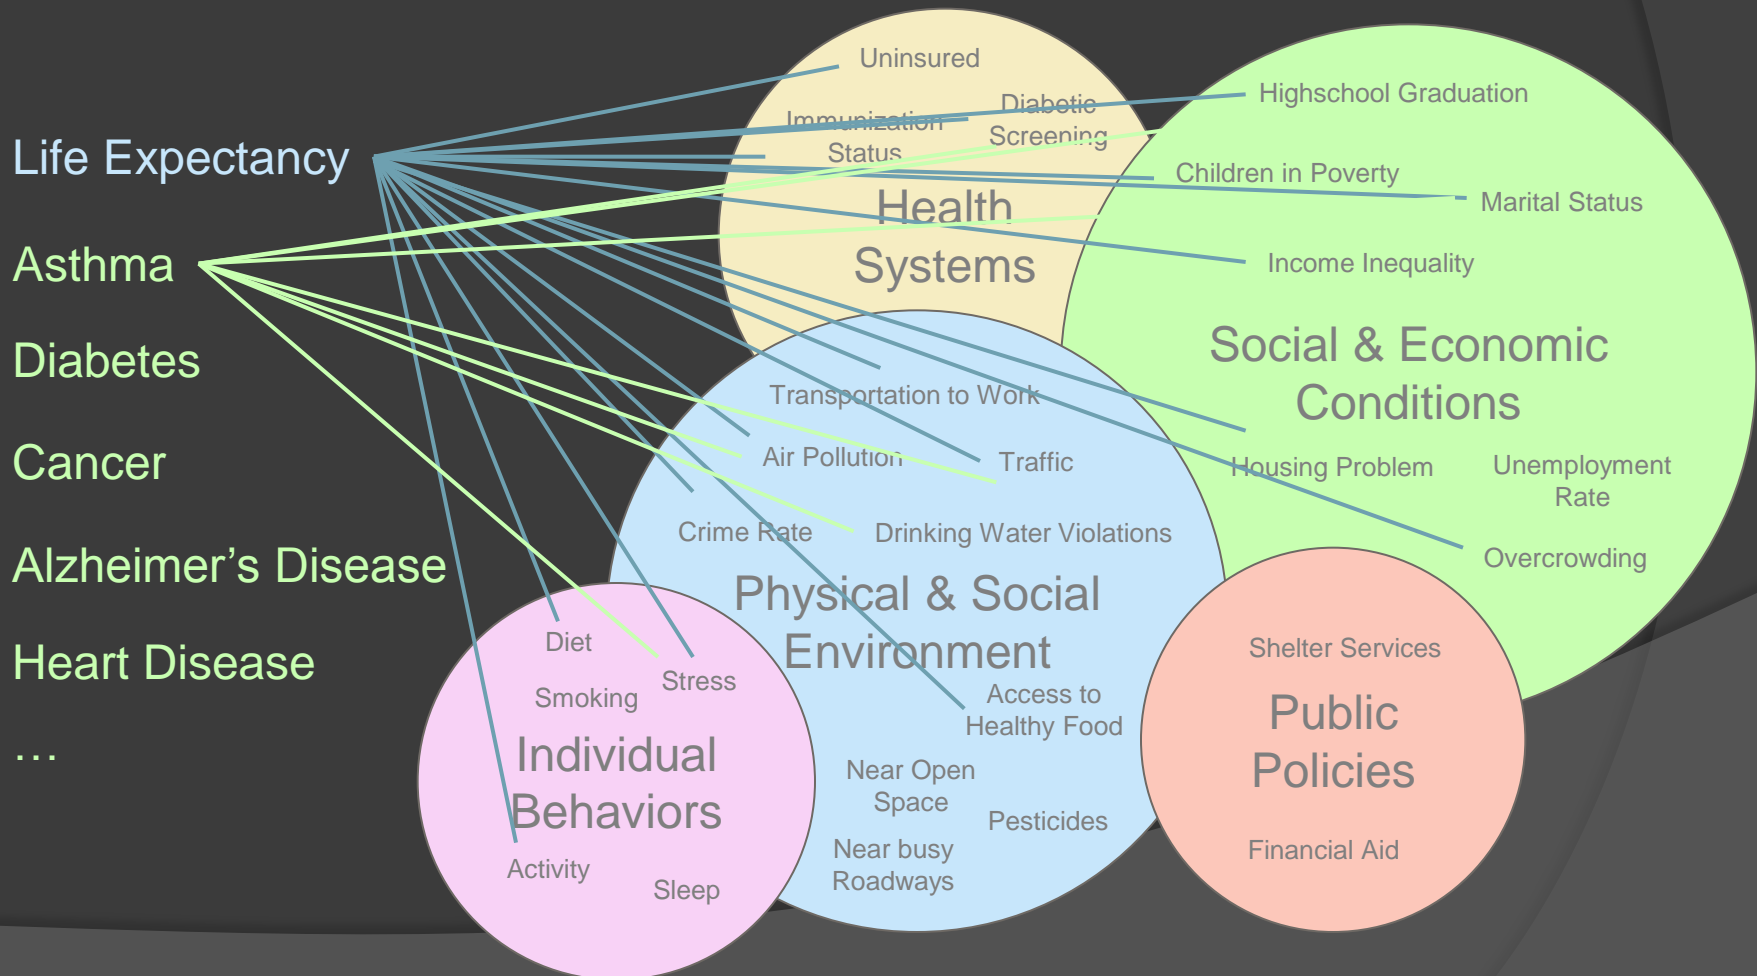 Life Expectancy
Asthma
Diabetes
Cancer
Alzheimer’s Disease
Heart Disease
…
Uninsured
Immunization
Status
Diabetic
Screening
Health
Systems
Highschool Graduation
Children in Poverty
Marital Status
Income Inequality
Social & Economic
Conditions
Housing Problem
Unemployment
Rate
Overcrowding
Transportation to Work
Air Pollution
Traffic
Crime Rate
Drinking Water Violations
Physical & Social
Environment
Access to
Healthy Food
Near Open
Space
Pesticides
Near busy
Roadways
Diet
Stress
Smoking
Individual
Behaviors
Activity
Sleep
Shelter Services
Public
Policies
Financial Aid